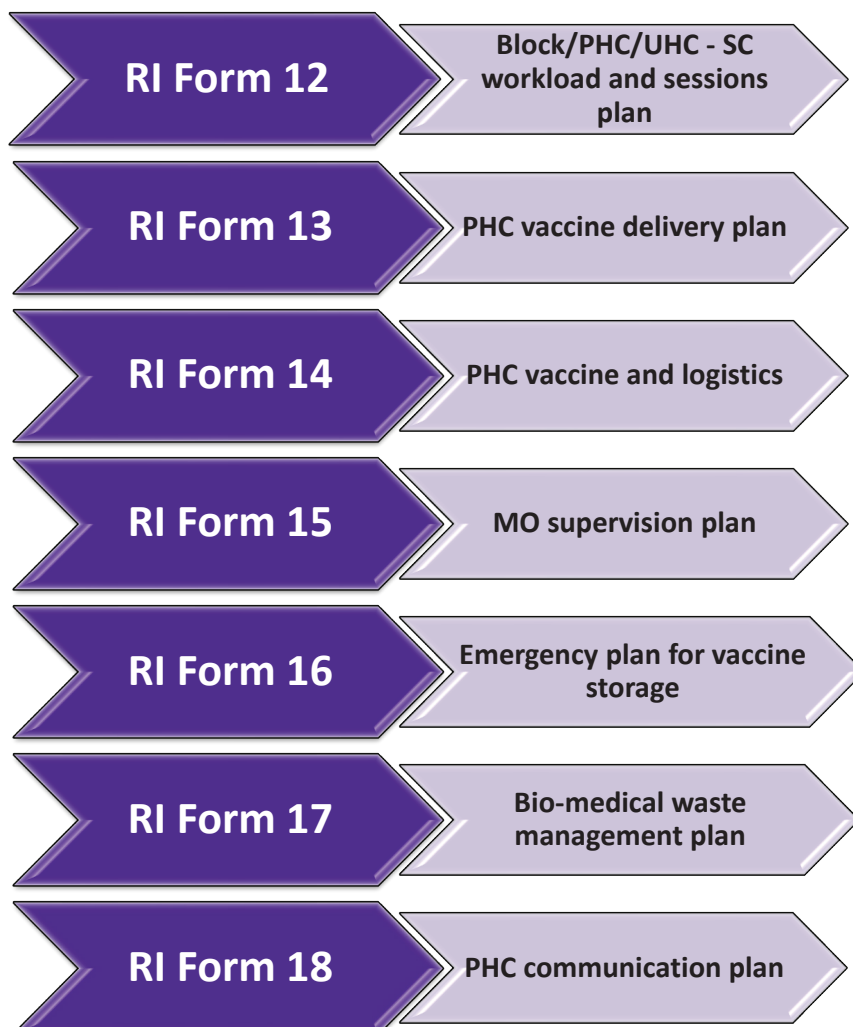 RI Form 12
Block/PHC/UHC - SC
workload and sessions
plan
RI Form 13
PHC vaccine delivery plan
RI Form 14
PHC vaccine and logistics
RI Form 15
MO supervision plan
RI Form 16
Emergency plan for vaccine
storage
RI Form 17
Bio-medical waste
management plan
RI Form 18
PHC communication plan